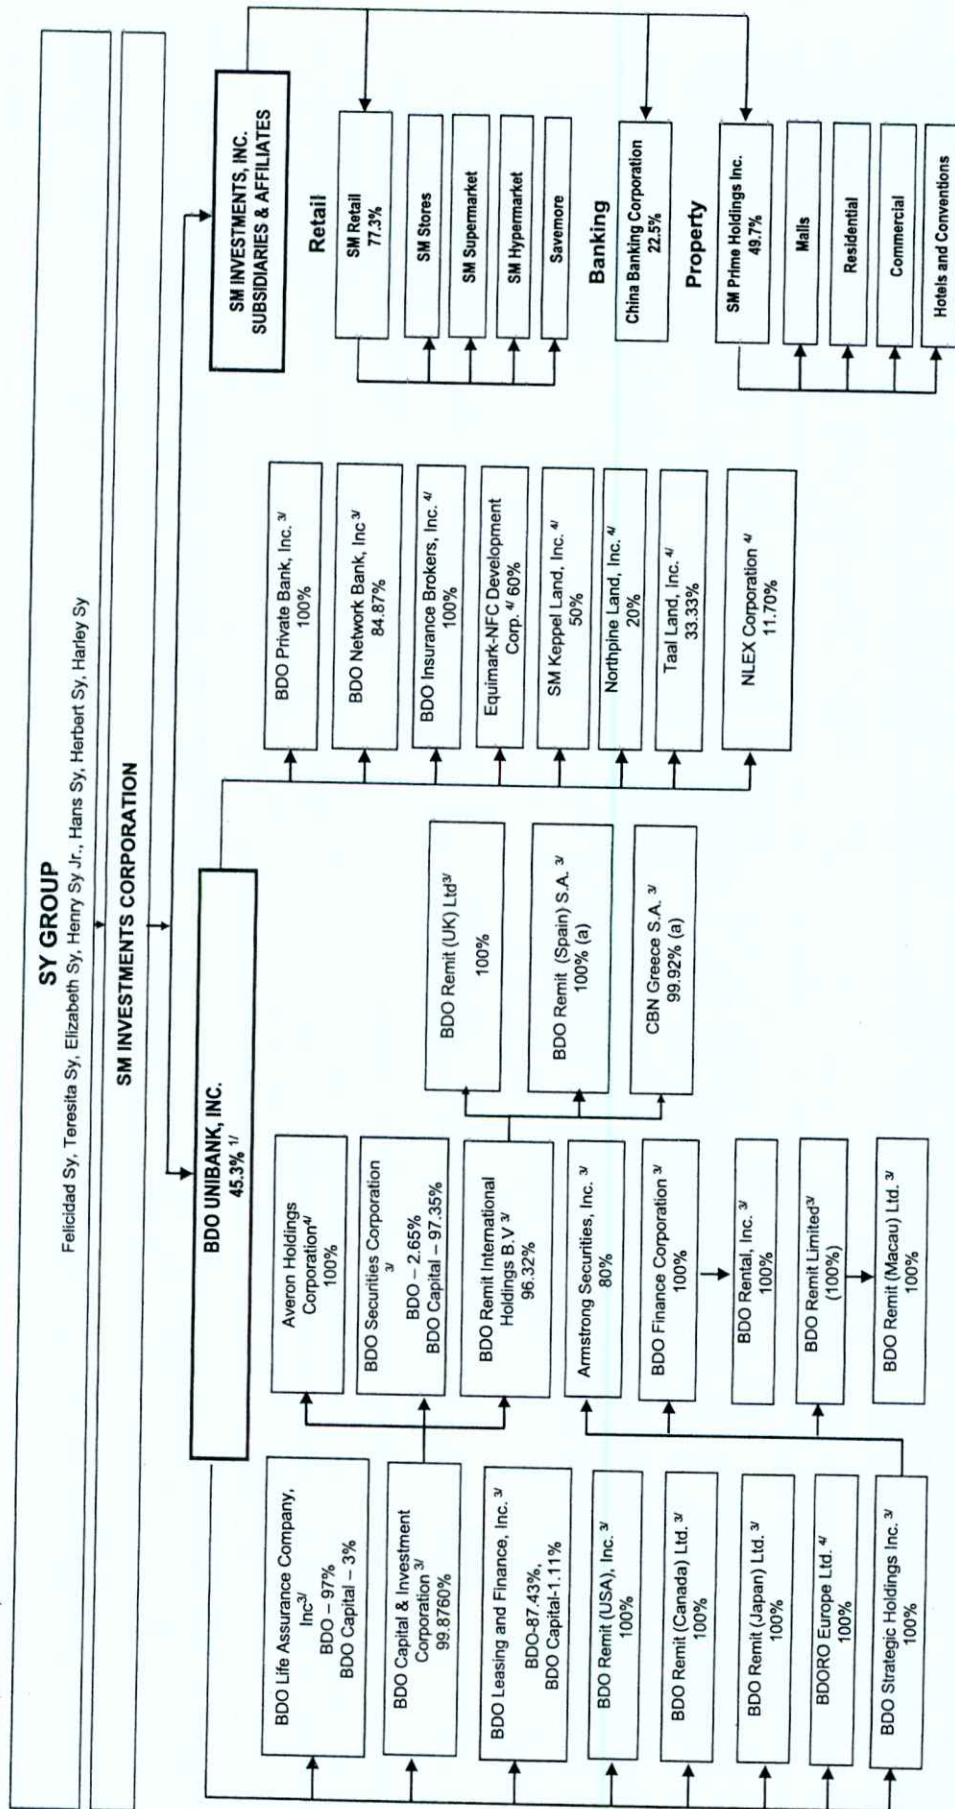 SY GROUP
Felicidad Sy, Teresita Sy, Elizabeth Sy, Henry Sy Jr., Hans Sy, Herbert Sy, Harley Sy
SM INVESTMENTS CORPORATION
BDO UNIBANK, INC.
45.3% 1/
SM INVESTMENTS, INC.
SUBSIDIARIES & AFFILIATES
BDO Life Assurance Company,
Inc3/
BDO – 97%
BDO Capital – 3%
BDO Capital & Investment
Corporation 3/
99.8760%
BDO Leasing and Finance, Inc. 3/
BDO-87.43%,
BDO Capital-1.11%
BDO Remit (USA), Inc. 3/
100%
BDO Remit (Canada) Ltd. 3/
100%
BDO Remit (Japan) Ltd. 3/
100%
BDORO Europe Ltd. 4/
100%
BDO Strategic Holdings Inc. 3/
100%
Averon Holdings
Corporation4/
100%
BDO Securities Corporation
3/
BDO – 2.65%
BDO Capital – 97.35%
BDO Remit International
Holdings B.V 3/
96.32%
Armstrong Securities, Inc. 3/
80%
BDO Finance Corporation 3/
100%
BDO Rental, Inc. 3/
100%
BDO Remit Limited3/
(100%)
BDO Remit (Macau) Ltd. 3/
100%
BDO Remit (UK) Ltd3/
100%
BDO Remit (Spain) S.A. 3/
100% (a)
CBN Greece S.A. 3/
99.92% (a)
BDO Private Bank, Inc. 3/
100%
BDO Network Bank, Inc 3/
84.87%
BDO Insurance Brokers, Inc. 4/
100%
Equimark-NFC Development
Corp. 4/ 60%
SM Keppel Land, Inc. 4/
50%
Northpine Land, Inc. 4/
20%
Taal Land, Inc. 4/
33.33%
NLEX Corporation 4/
11.70%
Retail
SM Retail
77.3%
SM Stores
SM Supermarket
SM Hypermarket
Savemore
Banking
China Banking Corporation
22.5%
Property
SM Prime Holdings Inc.
49.7%
Malls
Residential
Commercial
Hotels and Conventions